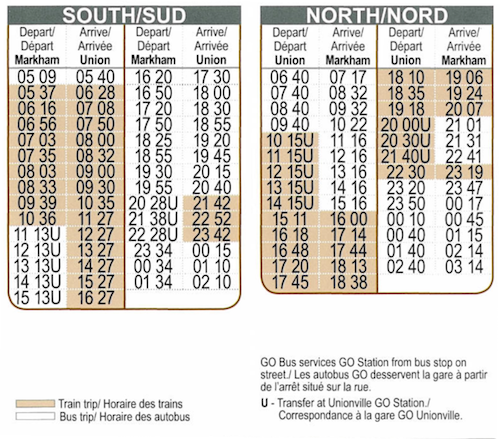 SOUTH/SUD
Depart/ Arrive/ Depart/ Arrive/
Départ Arrivée Départ Arrivée
Markham Union Markham Union
05 09 05 40 16 20 17 30
05 37 06 28 16 50 18 00
06 16 07 08 17 20 18 30
06 56 07 50 17 50 18 55
07 03 08 00 18 25 19 20
07 35 08 32 18 55 19 45
08 03 09 00 19 30 20 15
08 33 09 30 19 55 20 40
09 39 10 35 20 28U 21 42
10 36 11 27 21 38U 22 52
11 13U 12 27 22 28U 23 42
12 13U 13 27 23 34 00 15
13 13U 14 27 00 34 01 10
14 13U 15 27 01 10 02 10
15 13U 16 27
NORTH/NORD
Depart/ Arrive/ Depart/ Arrive/
Départ Arrivée Départ Arrivée
Union Markham Union Markham
06 40 07 17 18 10 19 06
07 40 08 16 18 35 19 28
08 40 09 16 19 18 20 07
09 40 10 22 20 00U 21 01
10 15U 11 16 20 30U 21 31
11 15U 12 16 21 40U 22 41
12 15U 13 16 22 30 23 19
13 15U 14 16 23 20 23 47
14 15U 15 16 23 50 00 17
15 11 16 00 00 10 00 45
16 18 17 14 00 40 01 15
16 48 17 44 01 40 02 10
17 20 18 13 02 40 03 14
17 45 18 38
Train trip/ Horaire des trains
Bus trip/ Horaire des autobus
GO Bus services GO Station from bus stop on
street./ Les autobus GO desservent la gare à partir
de l'arrêt situé sur la rue.
U - Transfer at Unionville GO Station./
Correspondance à la gare GO Unionville.